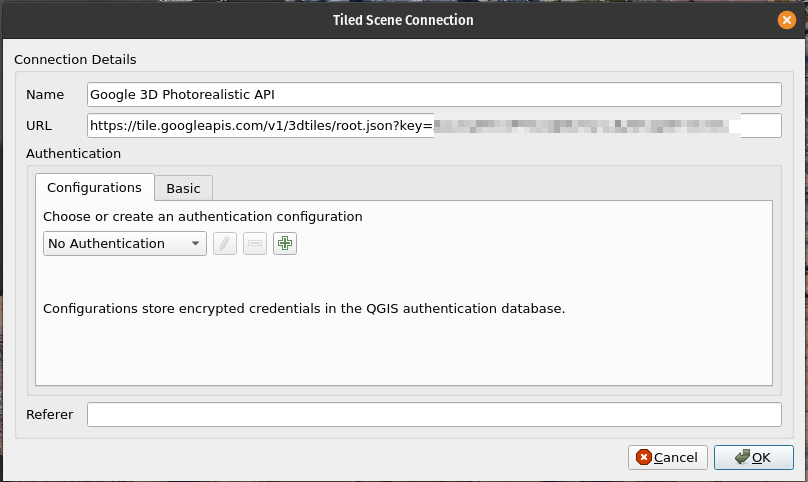 Tiled Scene Connection
Connection Details
Name Google 3D Photorealistic API
URL https://tile.googleapis.com/v1/3dtiles/root.json?key=
Authentication
Configurations Basic
Choose or create an authentication configuration
No Authentication
Configurations store encrypted credentials in the QGIS authentication database.
Referer
Cancel OK